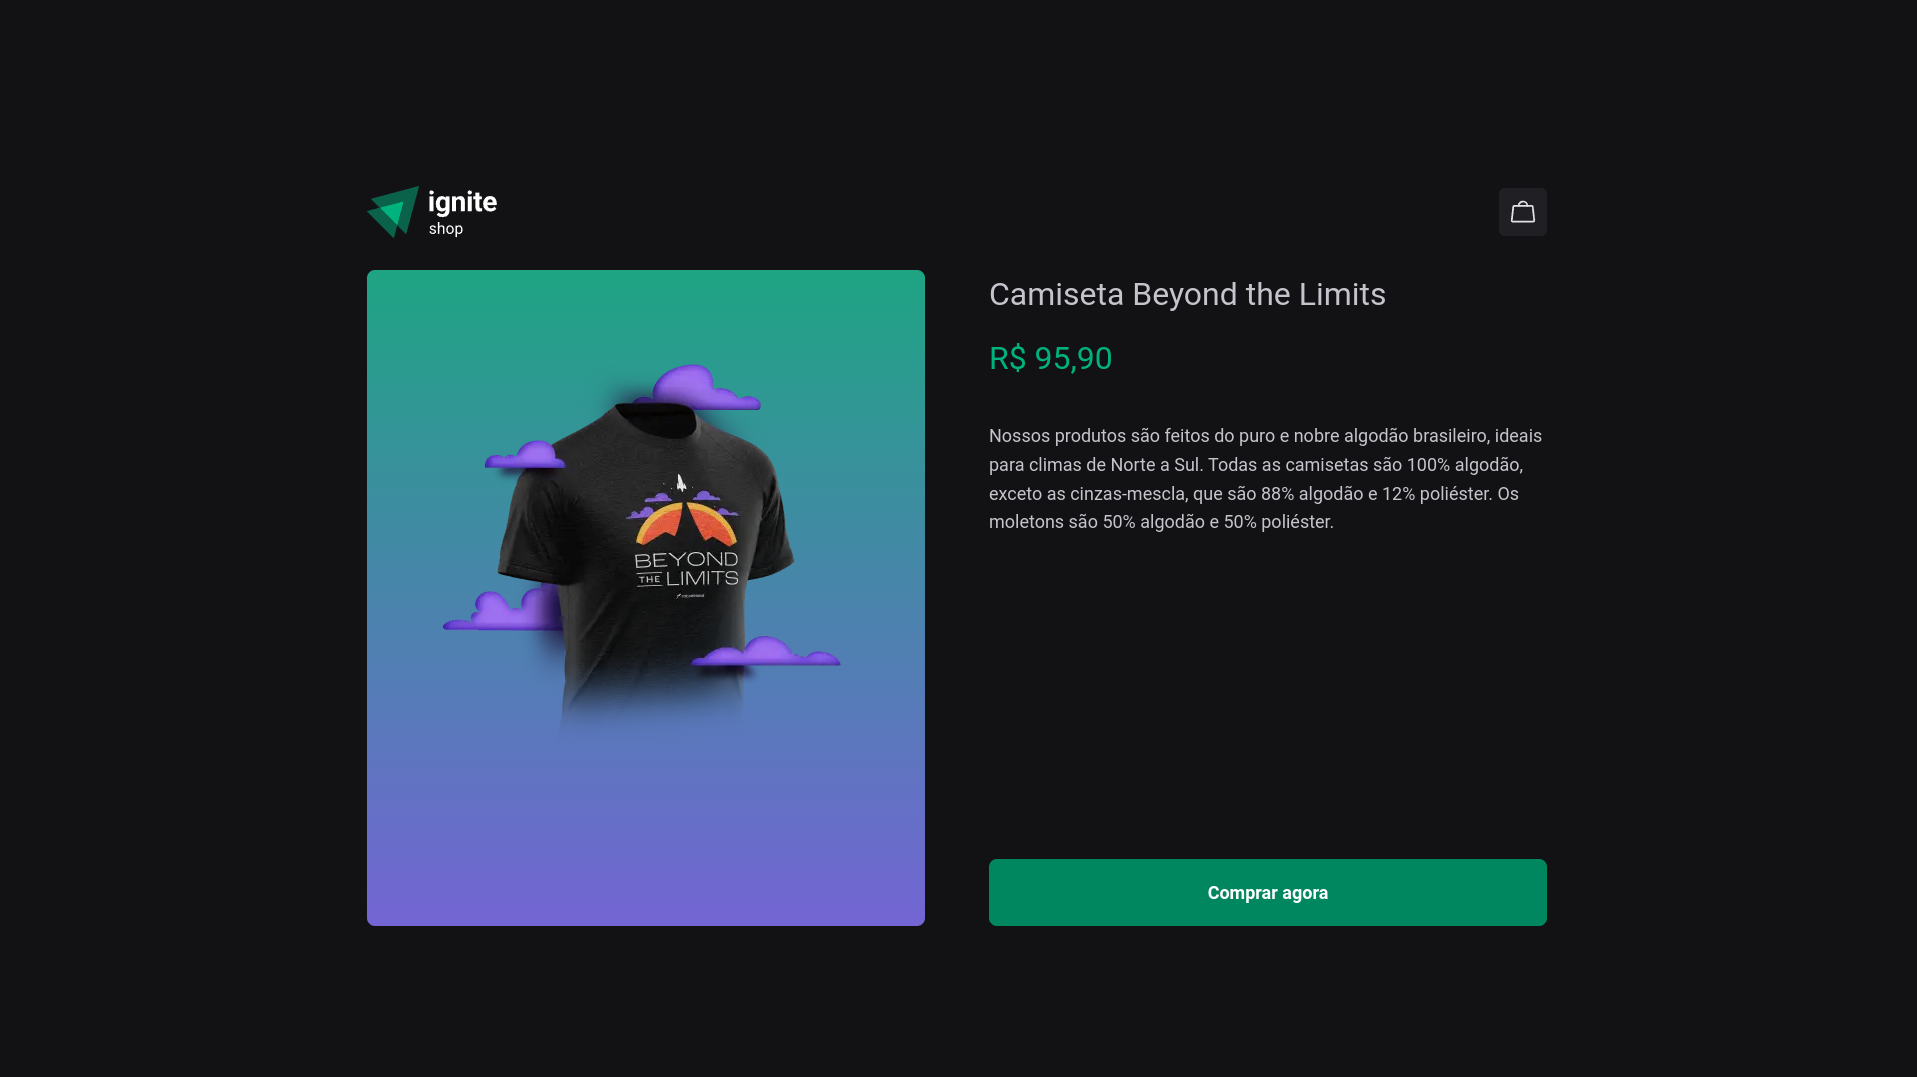 ignite
shop
Camiseta Beyond the Limits
R$ 95,90
Nossos produtos são feitos do puro e nobre algodão brasileiro, ideais
para climas de Norte a Sul. Todas as camisetas são 100% algodão,
exceto as cinzas-mescla, que são 88% algodão e 12% poliéster. Os
moletons são 50% algodão e 50% poliéster.
BEYOND
THE LIMITS
Comprar agora